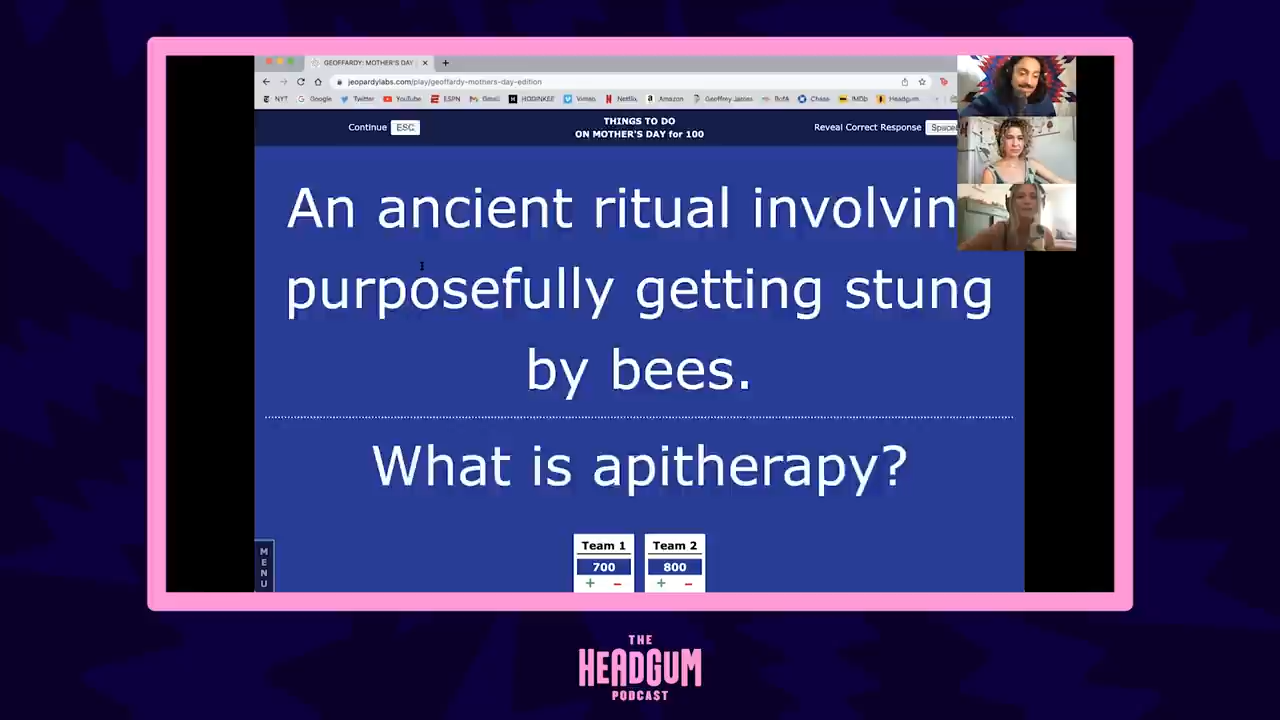 GEOFFARDY: MOTHER'S DAY
jeopardylabs.com/play/geoffardy-mothers-day-edition
NYT Google Twitter YouTube ESPN Gmail HODINKEE Vimeo Netflix Amazon Geoffrey James BofA Chase IMDb Headgum
Continue ESC
THINGS TO DO
ON MOTHER'S DAY for 100
Reveal Correct Response
An ancient ritual involvin
purposefully getting stung
by bees.
What is apitherapy?
MENU
Team 1 Team 2
700 800
+ − + −
THE
HEADGUM
PODCAST